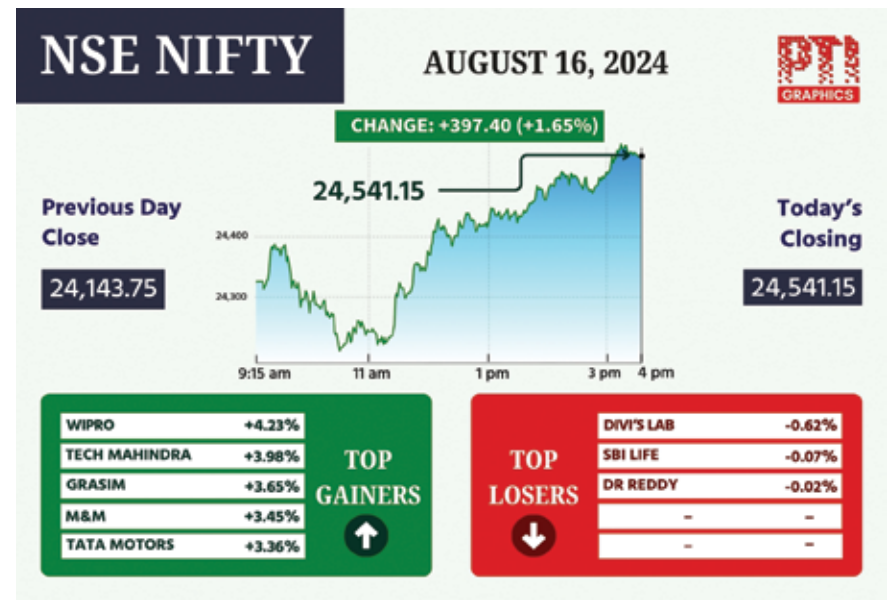 NSE NIFTY
AUGUST 16, 2024
PTI
GRAPHICS
CHANGE: +397.40 (+1.65%)
24,541.15
Previous Day
Close
24,143.75
Today's
Closing
24,541.15
24,400
24,300
9:15 am 11 am 1 pm 3 pm 4 pm
WIPRO +4.23%
TECH MAHINDRA +3.98%
GRASIM +3.65%
M&M +3.45%
TATA MOTORS +3.36%
TOP
GAINERS
TOP
LOSERS
DIVI'S LAB -0.62%
SBI LIFE -0.07%
DR REDDY -0.02%
– –
– –